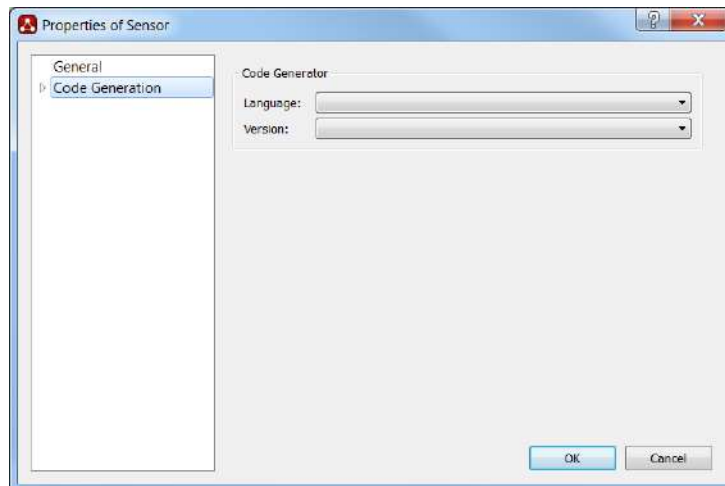 Properties of Sensor
General
Code Generation
Code Generator
Language:
Version:
OK
Cancel